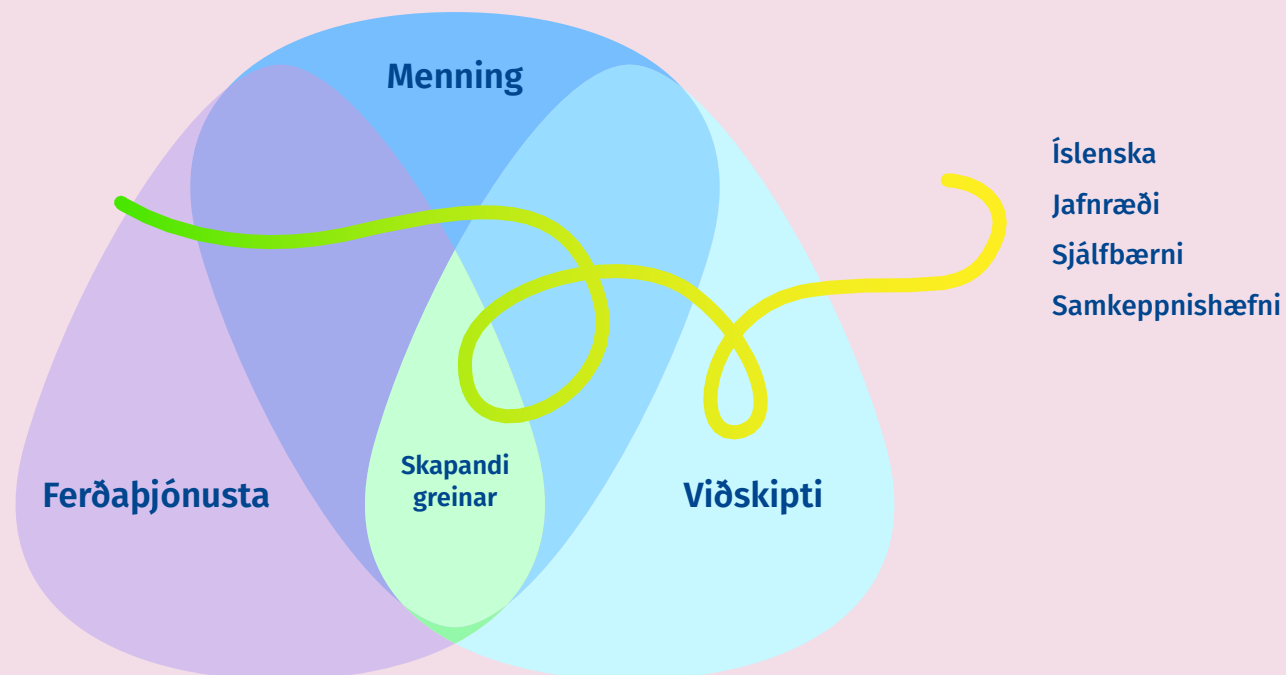 Menning
Íslenska
Jafnræði
Sjálfbærni
Samkeppnishæfni
Skapandi
greinar
Ferðaþjónusta
Viðskipti